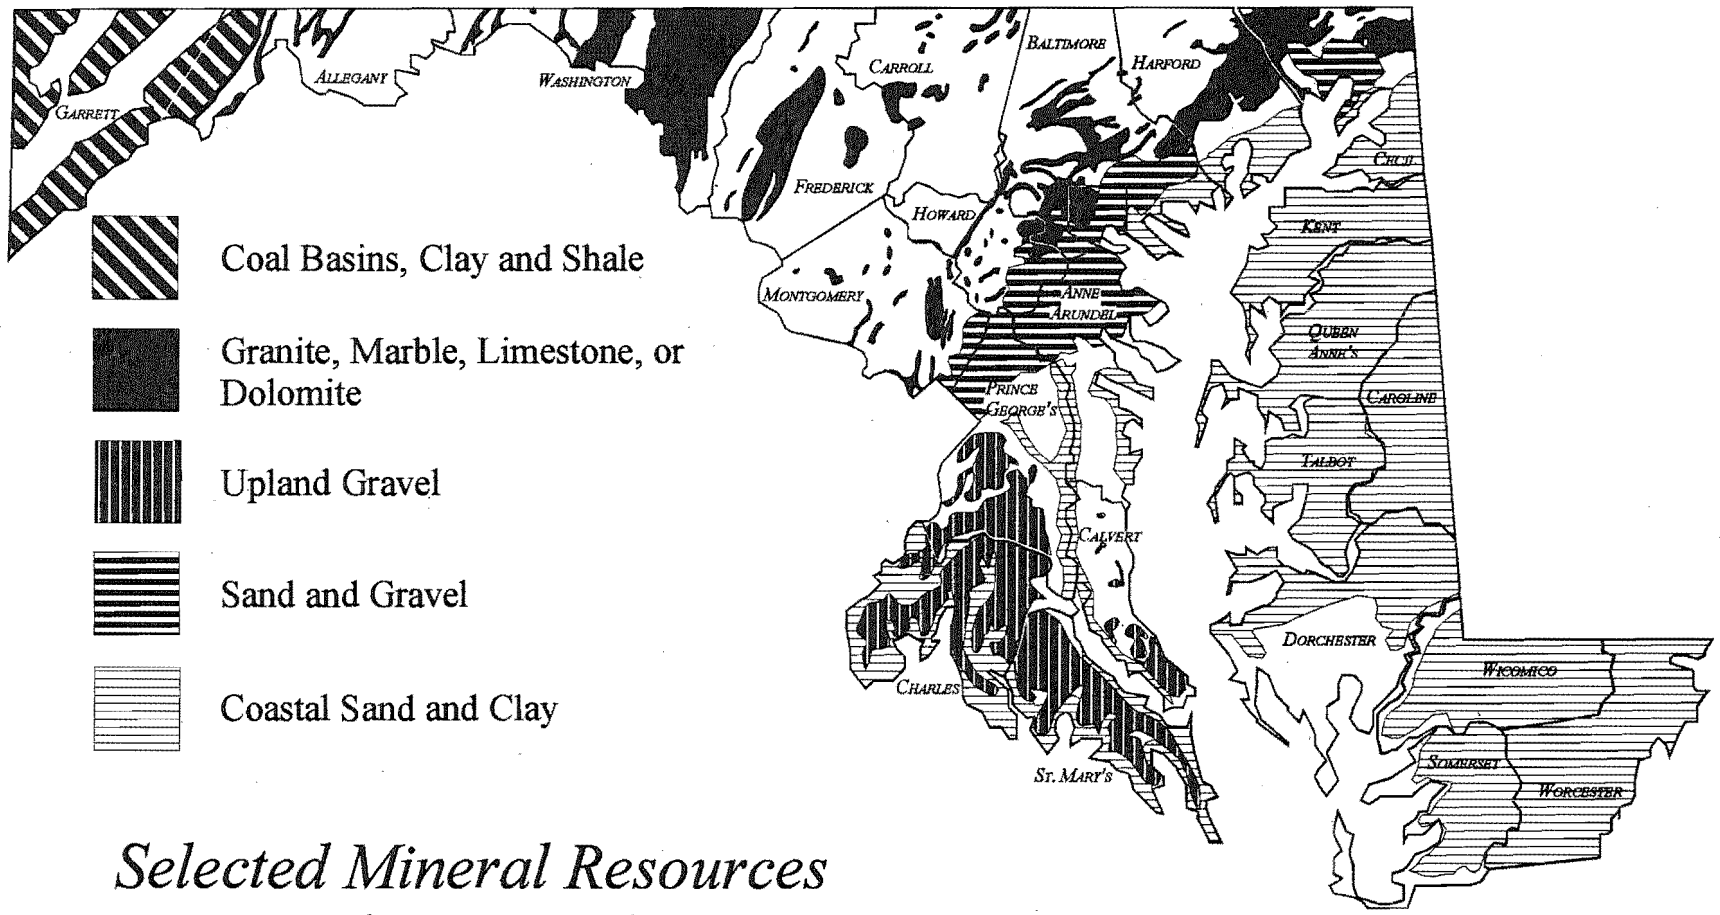 BALTIMORE
ALLEGANY
WASHINGTON
CARROLL
HARFORD
GARRETT
CECIL
FREDERICK
HOWARD
KENT
MONTGOMERY
ANNE
ARUNDEL
QUEEN
ANNE'S
PRINCE
GEORGE'S
CAROLINE
TALBOT
CALVERT
DORCHESTER
WICOMICO
CHARLES
SOMERSET
ST. MARY'S
WORCESTER
Coal Basins, Clay and Shale
Granite, Marble, Limestone, or
Dolomite
Upland Gravel
Sand and Gravel
Coastal Sand and Clay
Selected Mineral Resources